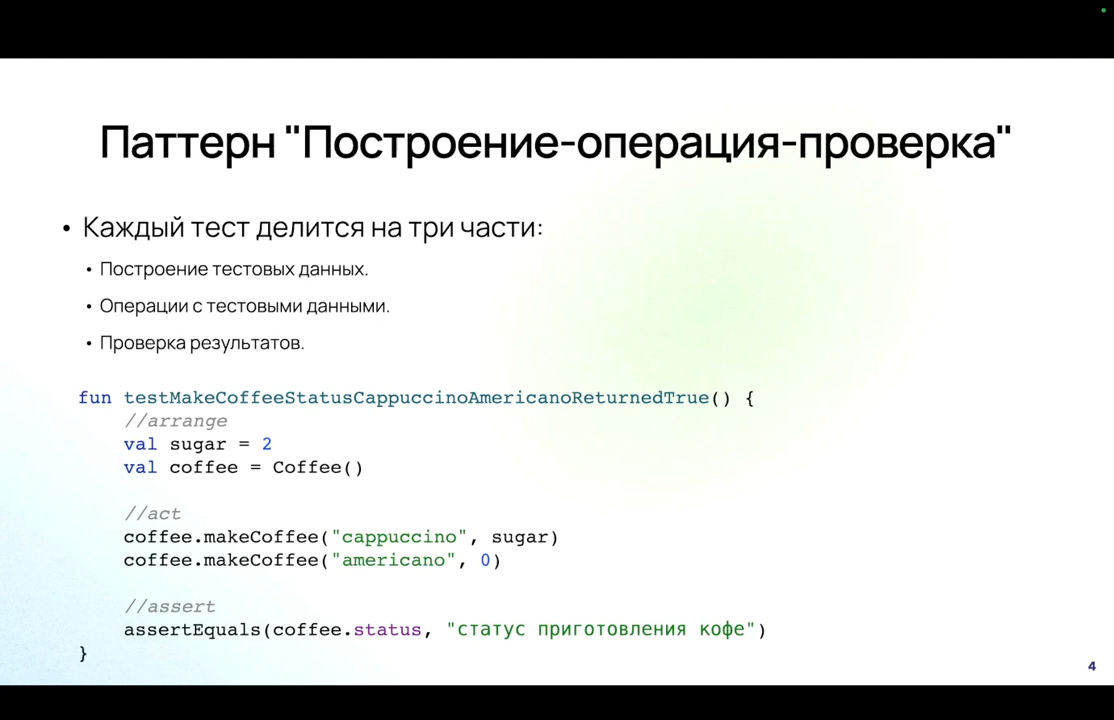 Паттерн "Построение-операция-проверка"
• Каждый тест делится на три части:
• Построение тестовых данных.
• Операции с тестовыми данными.
• Проверка результатов.
fun testMakeCoffeeStatusCappuccinoAmericanoReturnedTrue() {
//arrange
val sugar = 2
val coffee = Coffee()
//act
coffee.makeCoffee("cappuccino", sugar)
coffee.makeCoffee("americano", 0)
//assert
assertEquals(coffee.status, "статус приготовления кофе")
}
4